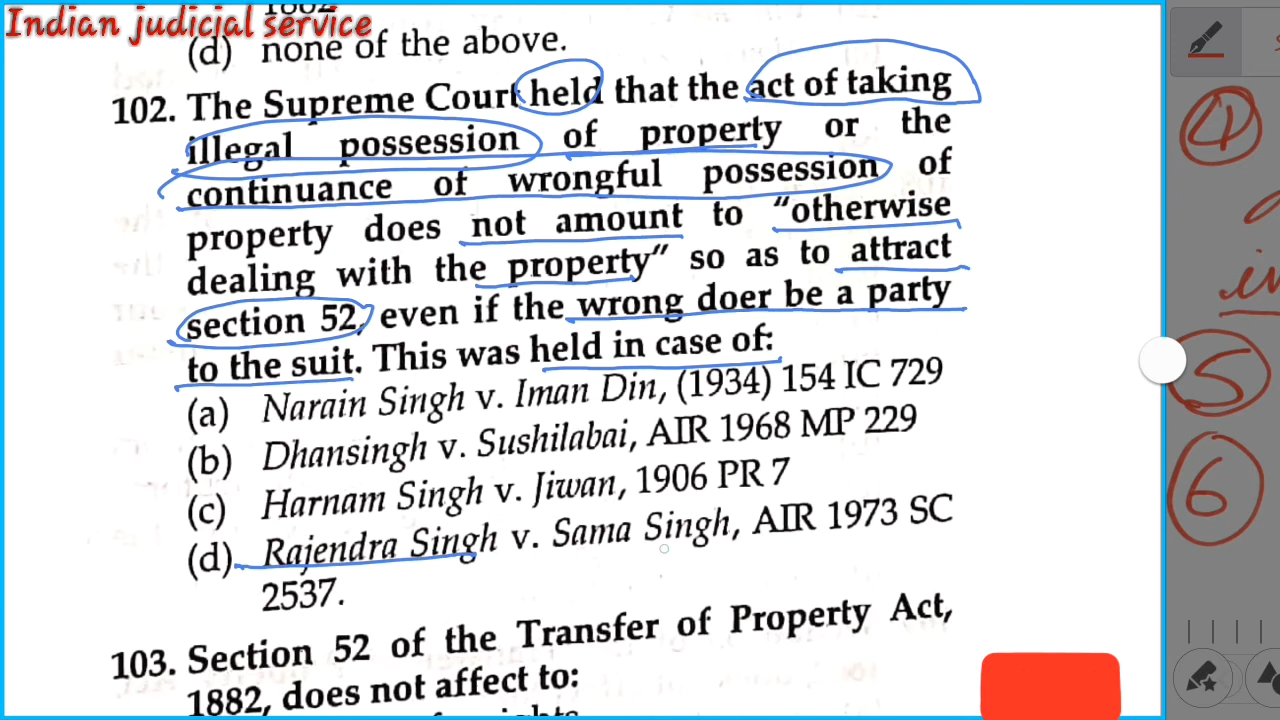 Indian judicial service
(d) none of the above.
102. The Supreme Court held that the act of taking
illegal possession of property or the
continuance of wrongful possession of
property does not amount to "otherwise
dealing with the property" so as to attract
section 52, even if the wrong doer be a party
to the suit. This was held in case of:
(a) Narain Singh v. Iman Din, (1934) 154 IC 729
(b) Dhansingh v. Sushilabai, AIR 1968 MP 229
(c) Harnam Singh v. Jiwan, 1906 PR 7
(d) Rajendra Singh v. Sama Singh, AIR 1973 SC
2537.
103. Section 52 of the Transfer of Property Act,
1882, does not affect to:
4
5
6